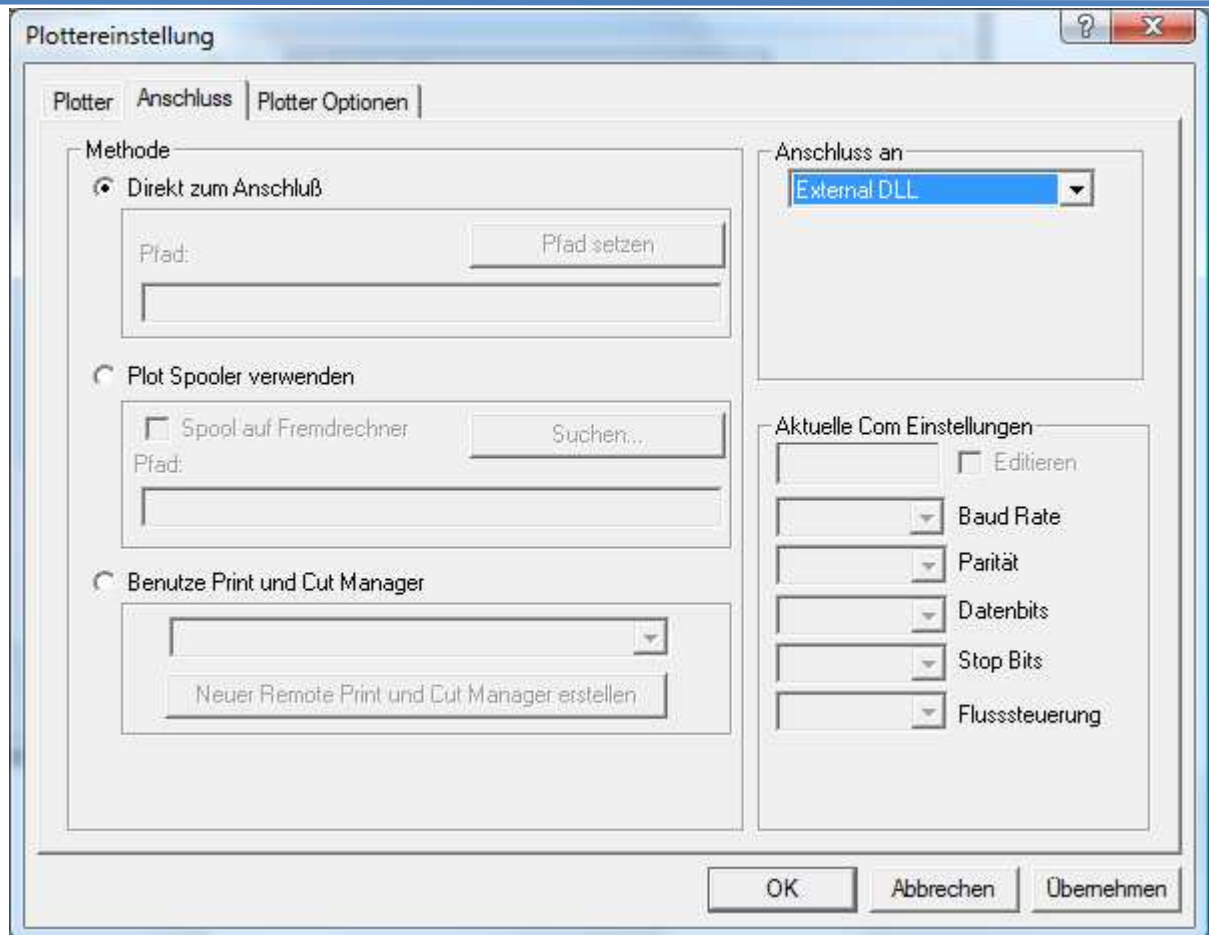 Plottereinstellung
?
Plotter Anschluss Plotter Optionen
Methode
Direkt zum Anschluß
Pfad:
Pfad setzen
Plot Spooler verwenden
Spool auf Fremdrechner
Suchen...
Pfad:
Benutze Print und Cut Manager
Neuer Remote Print und Cut Manager erstellen
Anschluss an
External DLL
Aktuelle Com Einstellungen
Editieren
Baud Rate
Parität
Datenbits
Stop Bits
Flusssteuerung
OK Abbrechen Übernehmen